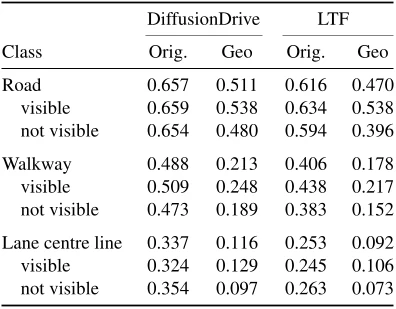 DiffusionDrive LTF
Class Orig. Geo Orig. Geo
Road 0.657 0.511 0.616 0.470
visible 0.659 0.538 0.634 0.538
not visible 0.654 0.480 0.594 0.396
Walkway 0.488 0.213 0.406 0.178
visible 0.509 0.248 0.438 0.217
not visible 0.473 0.189 0.383 0.152
Lane centre line 0.337 0.116 0.253 0.092
visible 0.324 0.129 0.245 0.106
not visible 0.354 0.097 0.263 0.073